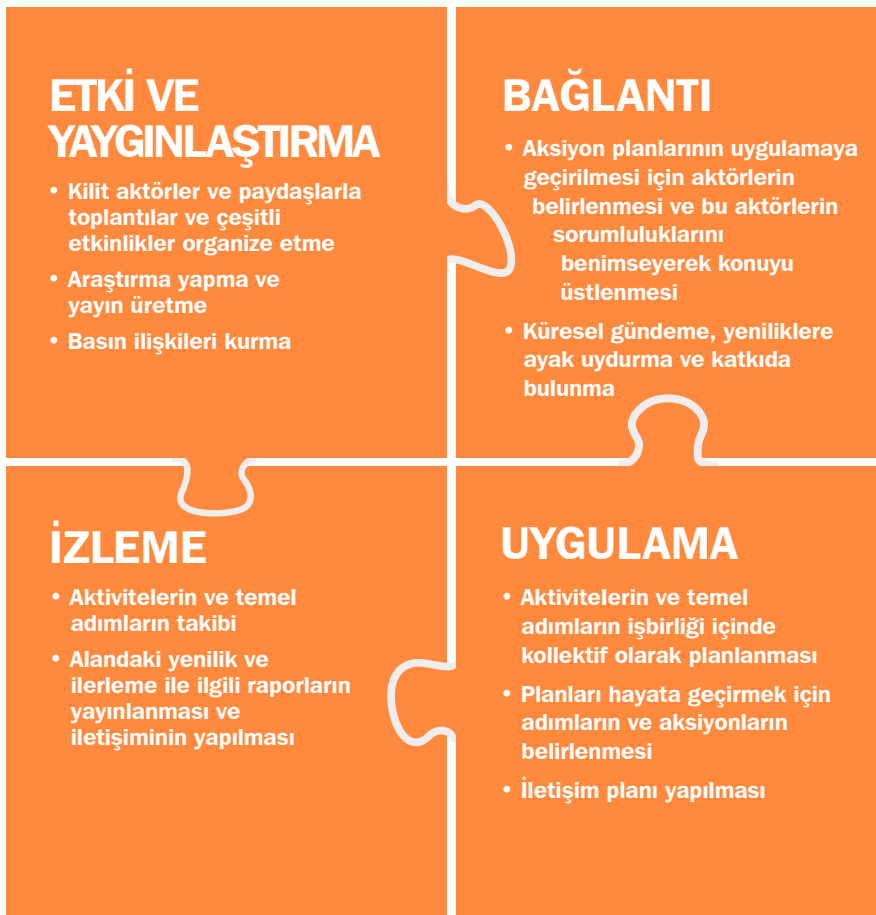 ETKİ VE
YAYGINLAŞTIRMA
• Kilit aktörler ve paydaşlarla
toplantılar ve çeşitli
etkinlikler organize etme
• Araştırma yapma ve
yayın üretme
• Basın ilişkileri kurma
BAĞLANTI
• Aksiyon planlarının uygulamaya
geçirilmesi için aktörlerin
belirlenmesi ve bu aktörlerin
sorumluluklarını
benimseyerek konuyu
üstlenmesi
• Küresel gündeme, yeniliklere
ayak uydurma ve katkıda
bulunma
İZLEME
• Aktivitelerin ve temel
adımların takibi
• Alandaki yenilik ve
ilerleme ile ilgili raporların
yayınlanması ve
iletişiminin yapılması
UYGULAMA
• Aktivitelerin ve temel
adımların işbirliği içinde
kollektif olarak planlanması
• Planları hayata geçirmek için
adımların ve aksiyonların
belirlenmesi
• İletişim planı yapılması